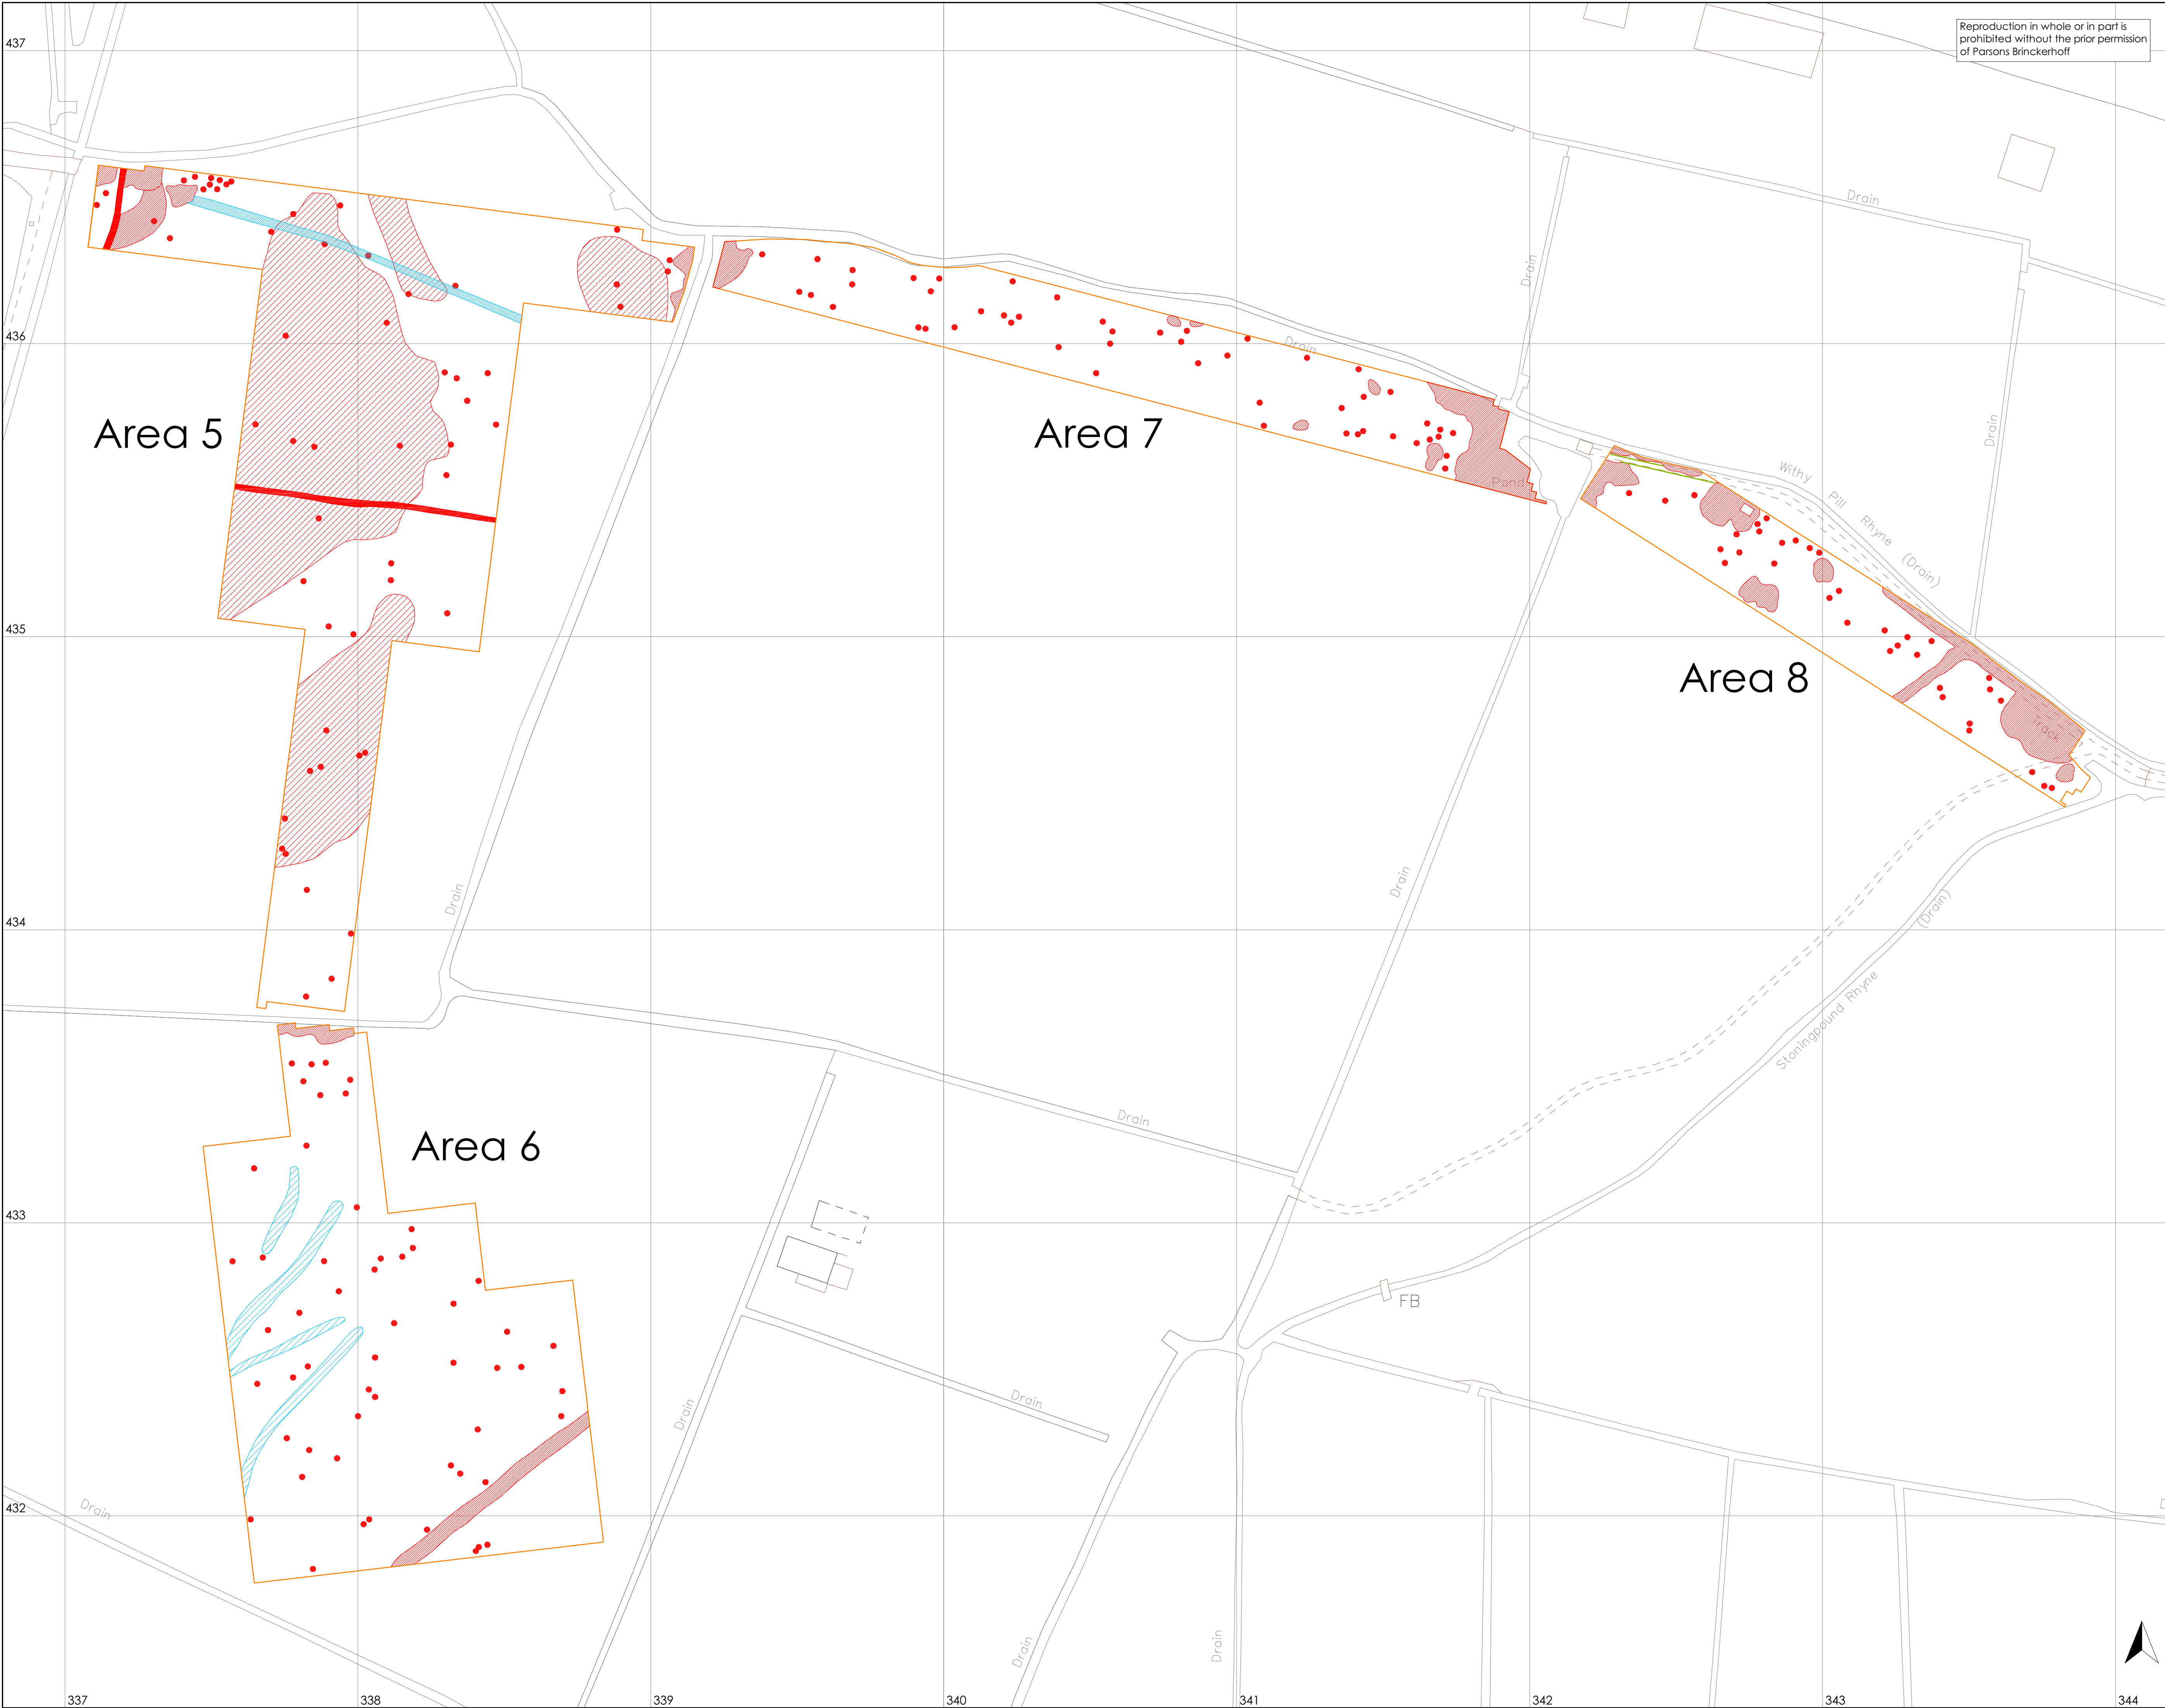 437
Reproduction in whole or in part is
prohibited without the prior permission
of Parsons Brinckerhoff
Drain
Drain
436
Drain
Area 5
Area 7
Drain
Pond
Withy Pill Rhyne (Drain)
435
Area 8
Track
Drain
Drain
(Drain)
434
Stoningpound Rhyne
Drain
Area 6
433
FB
Drain
Drain
432
Drain
Drain
Drain
337
338
339
340
341
342
343
344